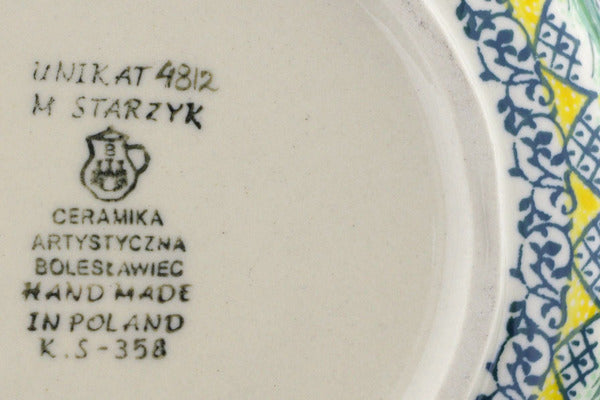 UNIKAT 4812
M STARZYK
B
CERAMIKA
ARTYSTYCZNA
BOLESŁAWIEC
HAND MADE
IN POLAND
K.S-358